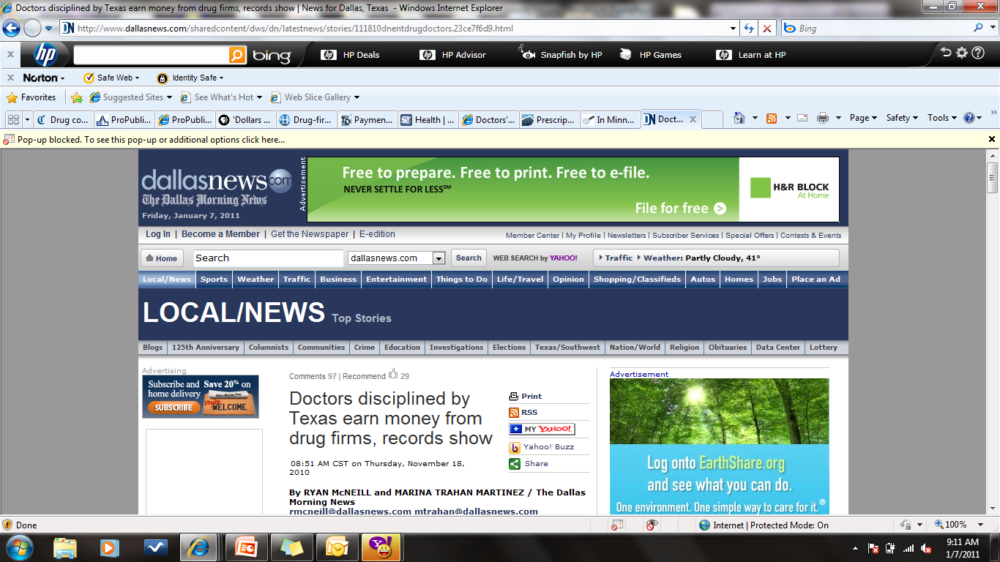 Doctors disciplined by Texas earn money from drug firms, records show | News for Dallas, Texas - Windows Internet Explorer
http://www.dallasnews.com/sharedcontent/dws/dn/latestnews/stories/111810dnentdrugdoctors.23ce7f6d9.html
Bing
hp bing HP Deals HP Advisor Snapfish by HP HP Games Learn at HP
Norton Safe Web Identity Safe
Favorites Suggested Sites See What's Hot Web Slice Gallery
Drug co... ProPubli... ProPubli... 'Dollars ... Drug-fir... Paymen... Health | ... Doctors'... Prescrip... In Minn... Doct... Page Safety Tools
Pop-up blocked. To see this pop-up or additional options click here...
dallasnews.com
The Dallas Morning News
Friday, January 7, 2011
Advertisement
Free to prepare. Free to print. Free to e-file.
NEVER SETTLE FOR LESS℠
File for free
H&R BLOCK
At Home
Log In | Become a Member | Get the Newspaper | E-edition
Member Center | My Profile | Newsletters | Subscriber Services | Special Offers | Contests & Events
Home Search dallasnews.com Search WEB SEARCH by YAHOO! Traffic Weather: Partly Cloudy, 41°
Local/News Sports Weather Traffic Business Entertainment Things to Do Life/Travel Opinion Shopping/Classifieds Autos Homes Jobs Place an Ad
LOCAL/NEWS Top Stories
Blogs 125th Anniversary Columnists Communities Crime Education Investigations Elections Texas/Southwest Nation/World Religion Obituaries Data Center Lottery
Advertising
Subscribe and Save 20% on
home delivery
SUBSCRIBE
You're
WELCOME
Comments 97 | Recommend 29
Doctors disciplined by
Texas earn money from
drug firms, records show
08:51 AM CST on Thursday, November 18,
2010
By RYAN McNEILL and MARINA TRAHAN MARTINEZ / The Dallas
Morning News
rmcneill@dallasnews.com mtrahan@dallasnews.com
Print
RSS
MY YAHOO!
Yahoo! Buzz
Share
Advertisement
Log onto EarthShare.org
and see what you can do.
One environment. One simple way to care for it.®
Done Internet | Protected Mode: On 100%
9:11 AM
1/7/2011